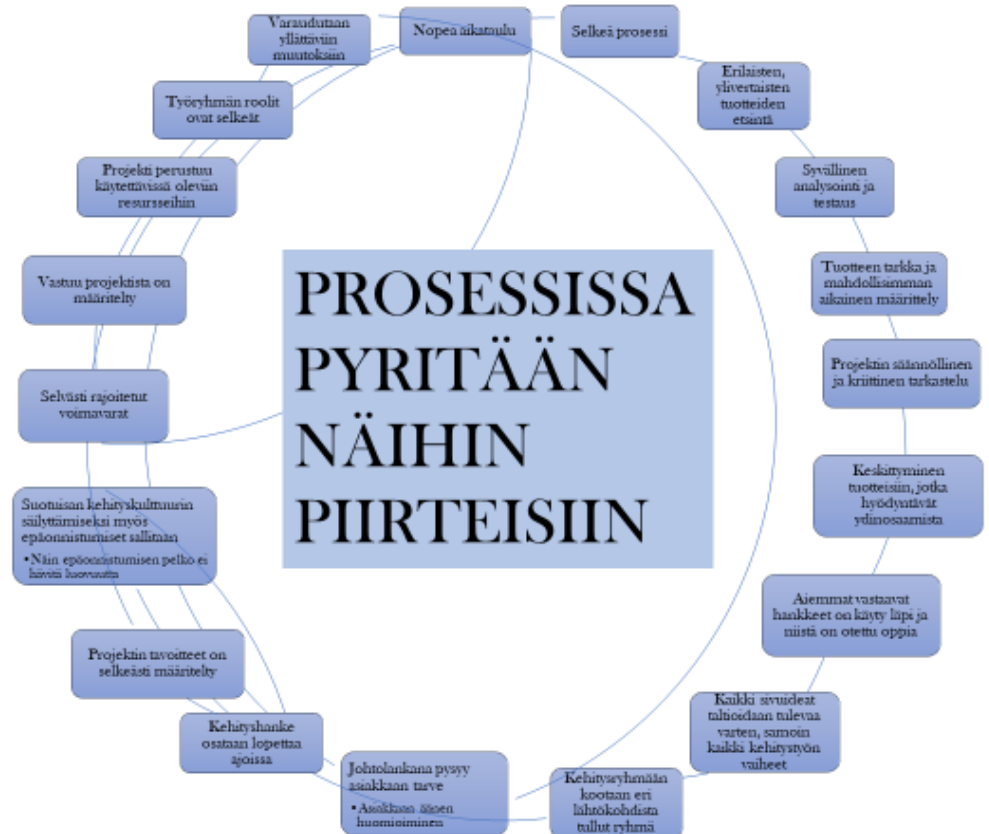 Nopea aikataulu
Selkeä prosessi
Erilaisten,
ylivertaisten
tuotteiden
etsintä
Syvällinen
analysointi ja
testaus
Tuotteen tarkka ja
mahdollisimman
aikainen määrittely
Projektin säännöllinen
ja kriittinen tarkastelu
Keskittyminen
tuotteisiin, jotka
hyödyntävät
ydinosaamista
Aiemmat vastaavat
hankkeet on käyty läpi ja
niistä on otettu oppia
Kaikki sivuideat
taltioidaan tulevaa
varten, samoin
kaikki kehitystyön
vaiheet
Kehitysryhmään
kootaan eri
lähtökohdista
tullut ryhmä
Johtolankana pysyy
asiakkaan tarve
• Asiakkaan äänen
huomioiminen
Kehityshanke
osataan lopettaa
ajoissa
Projektin tavoitteet on
selkeästi määritelty
Suotuisan kehityskulttuurin
säilyttämiseksi myös
epäonnistumiset sallitaan
• Näin epäonnistumisen pelko ei
häviti luovuutta
Selvästi rajoitetut
voimavarat
Vastuu projektista on
määritelty
Projekti perustuu
käytettävissä oleviin
resursseihin
Työryhmän roolit
ovat selkeät
Varaudutaan
yllättäviin
muutoksiin
PROSESSISSA
PYRITÄÄN
NÄIHIN
PIIRTEISIIN